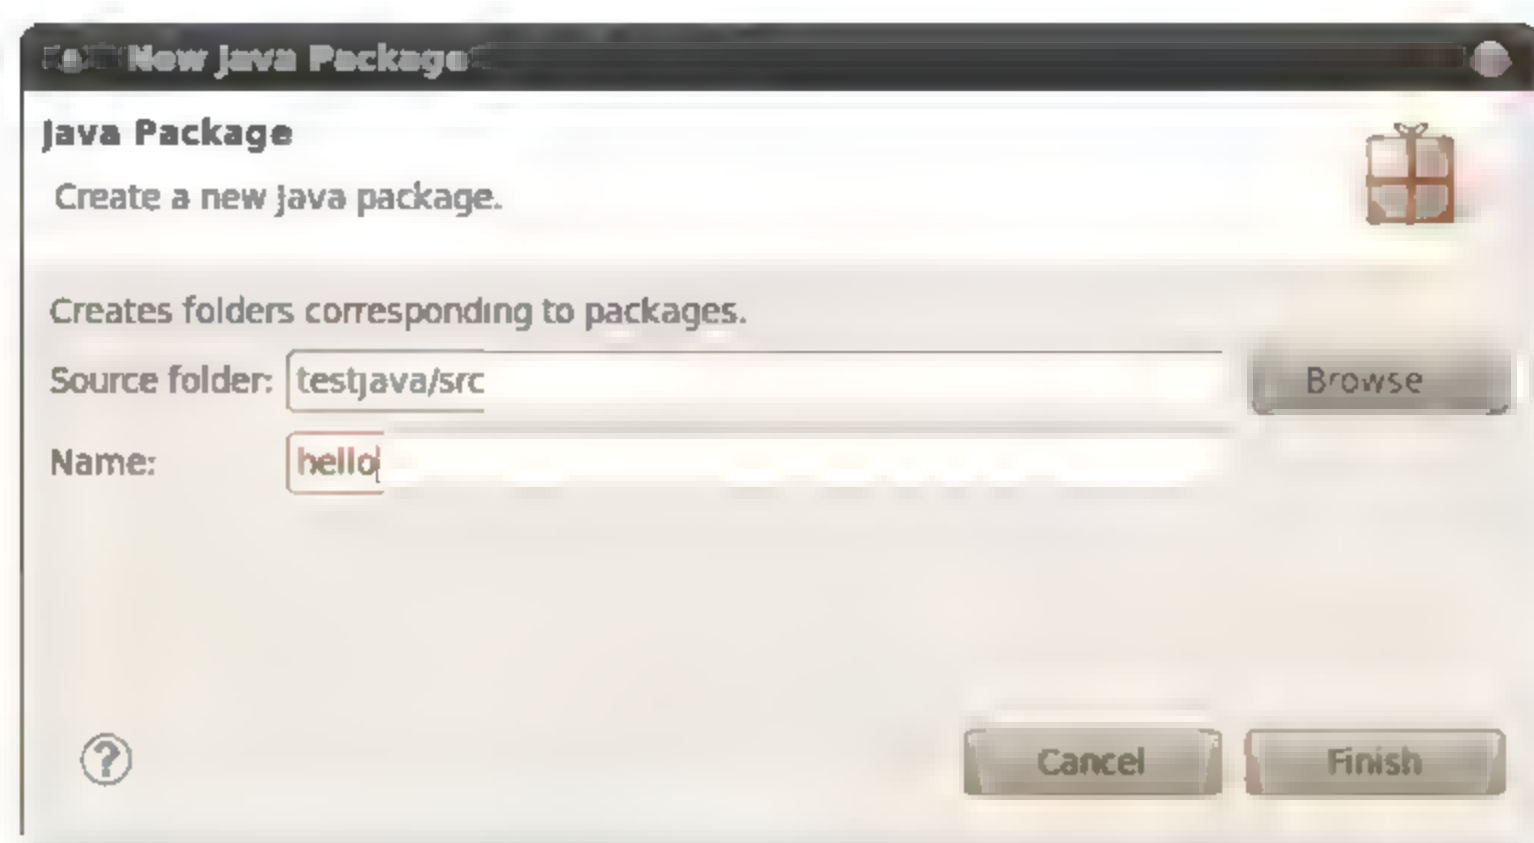 New Java Package
Java Package
Create a new Java package.
Creates folders corresponding to packages.
Source folder: testjava/src Browse
Name: hello
? Cancel Finish